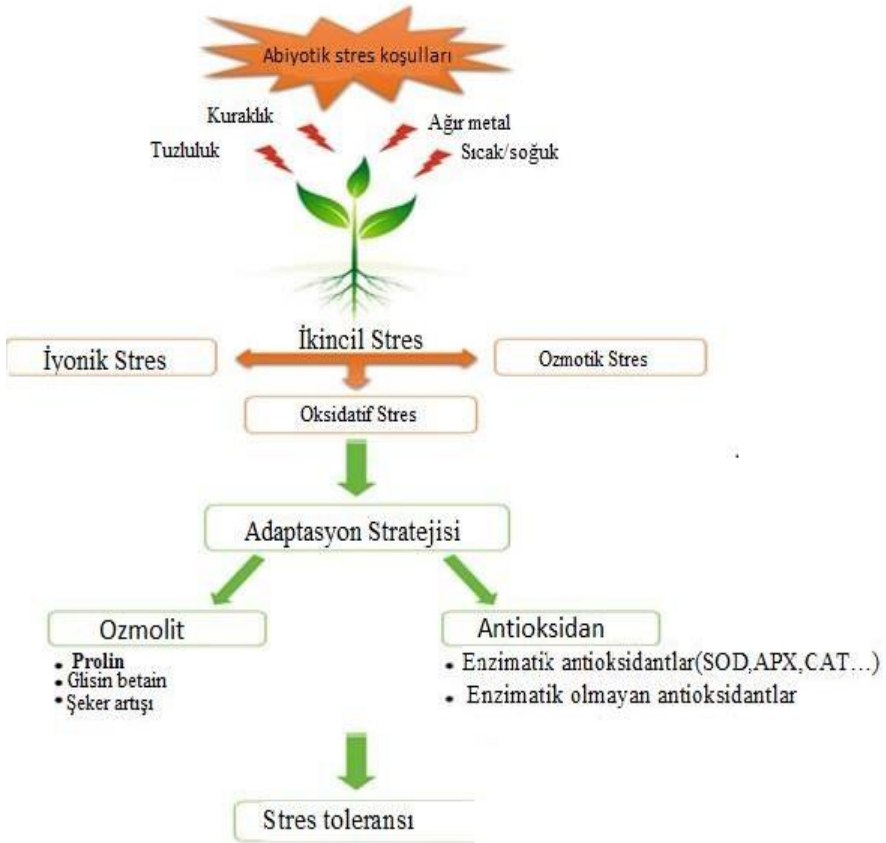 Abiyotik stres koşulları
Kuraklık
Ağır metal
Tuzluluk
Sıcak/soğuk
İkincil Stres
İyonik Stres
Ozmotik Stres
Oksidatif Stres
Adaptasyon Stratejisi
Ozmolit
• Prolin
• Glisin betain
• Şeker artışı
Antioksidan
• Enzimatik antioksidantlar(SOD,APX,CAT...)
• Enzimatik olmayan antioksidantlar
Stres toleransı